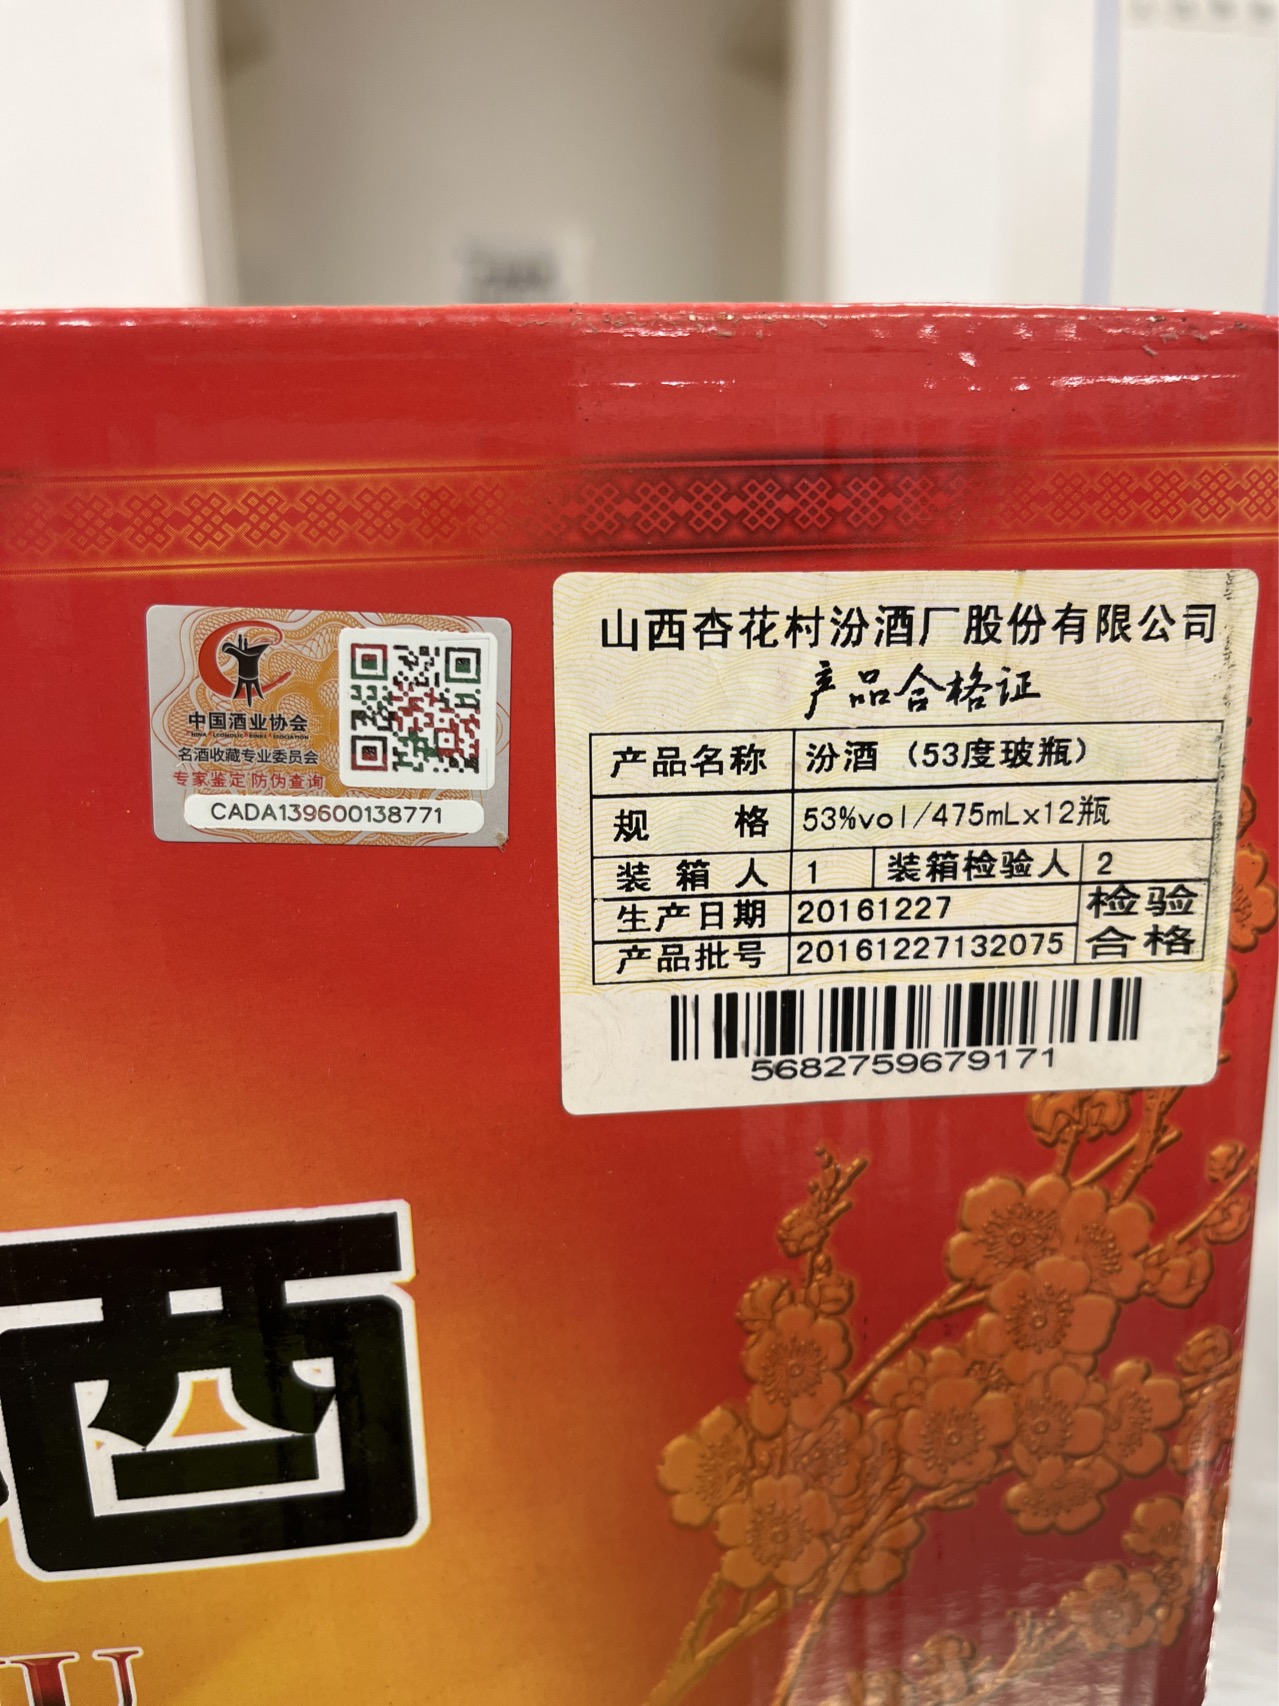 中国酒业协会
名酒收藏专业委员会
专家鉴定 防伪查询
CADA139600138771
山西杏花村汾酒厂股份有限公司
产品合格证
产品名称 汾酒（53度玻瓶）
规 格 53%vol/475mLx12瓶
装 箱 人 1 装箱检验人 2
生产日期 20161227 检验
产品批号 20161227132075 合格
5682759679171
酒
U